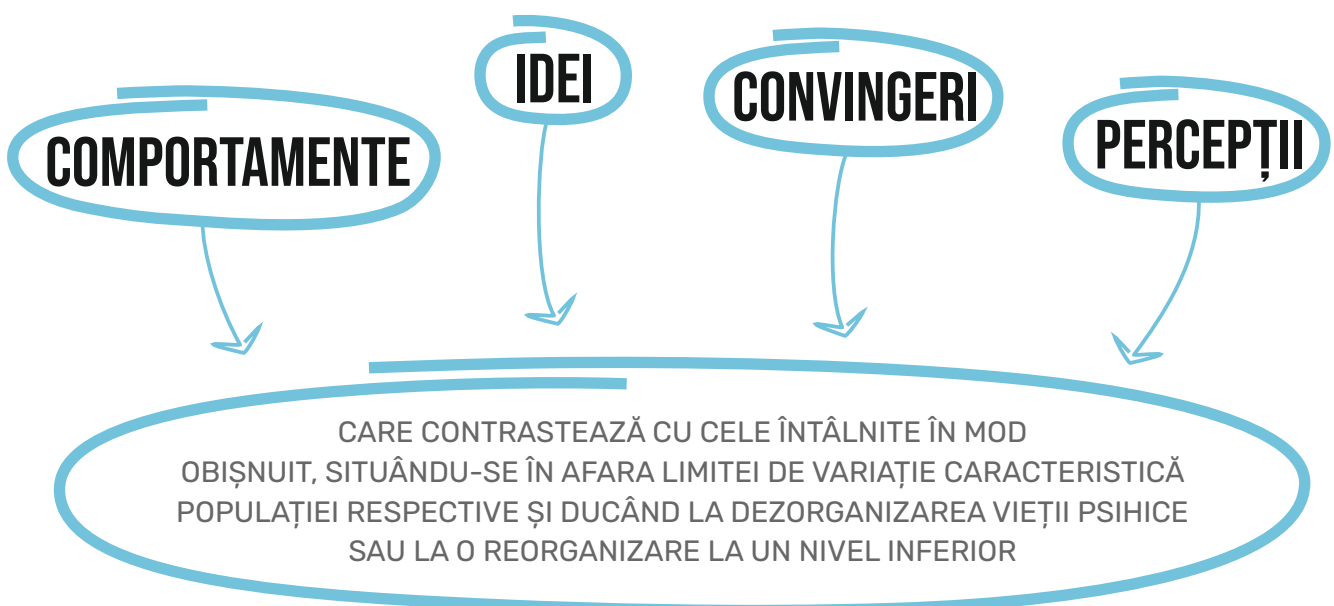 COMPORTAMENTE
IDEI
CONVINGERI
PERCEPȚII
CARE CONTRASTEAZĂ CU CELE ÎNTÂLNITE ÎN MOD
OBIȘNUIT, SITUÂNDU-SE ÎN AFARA LIMITEI DE VARIAȚIE CARACTERISTICĂ
POPULAȚIEI RESPECTIVE ȘI DUCÂND LA DEZORGANIZAREA VIEȚII PSIHICE
SAU LA O REORGANIZARE LA UN NIVEL INFERIOR